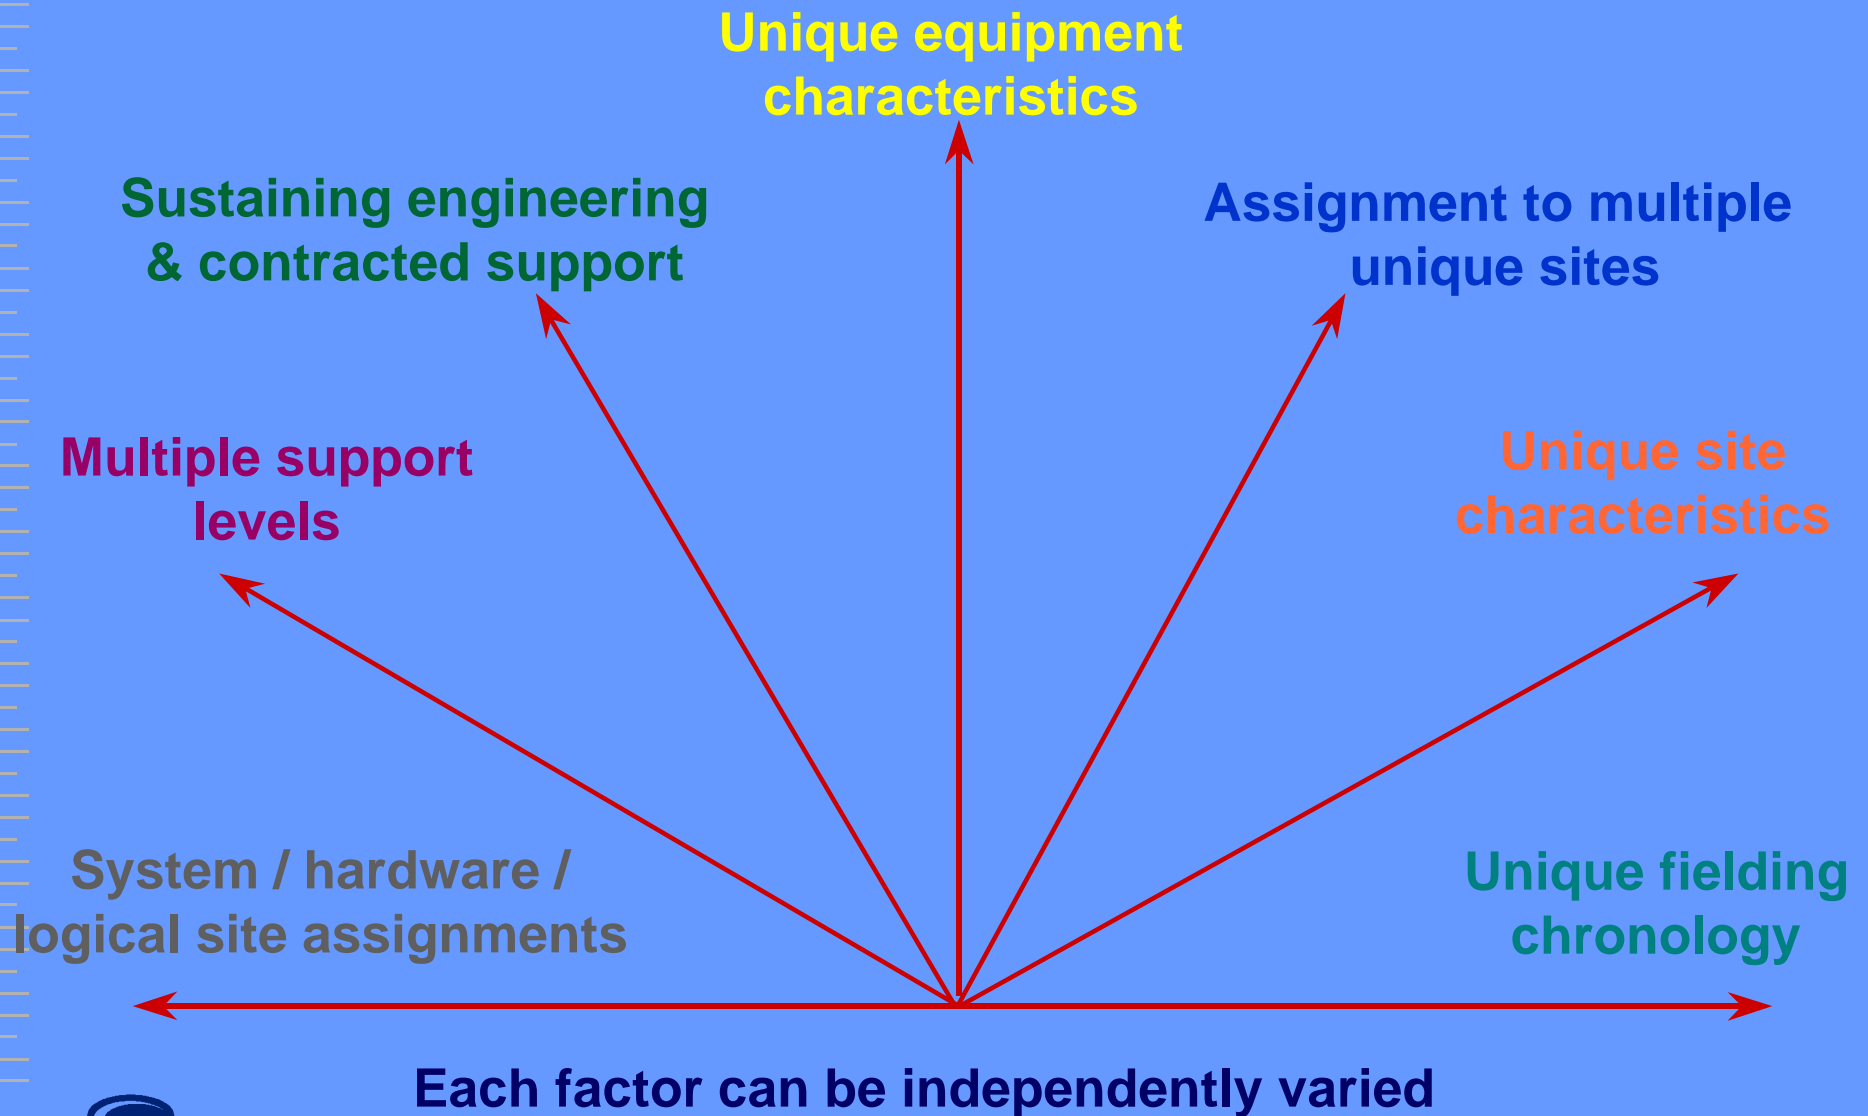 Unique equipment
characteristics
Sustaining engineering
& contracted support
Assignment to multiple
unique sites
Multiple support
levels
Unique site
characteristics
System / hardware /
logical site assignments
Unique fielding
chronology
Each factor can be independently varied